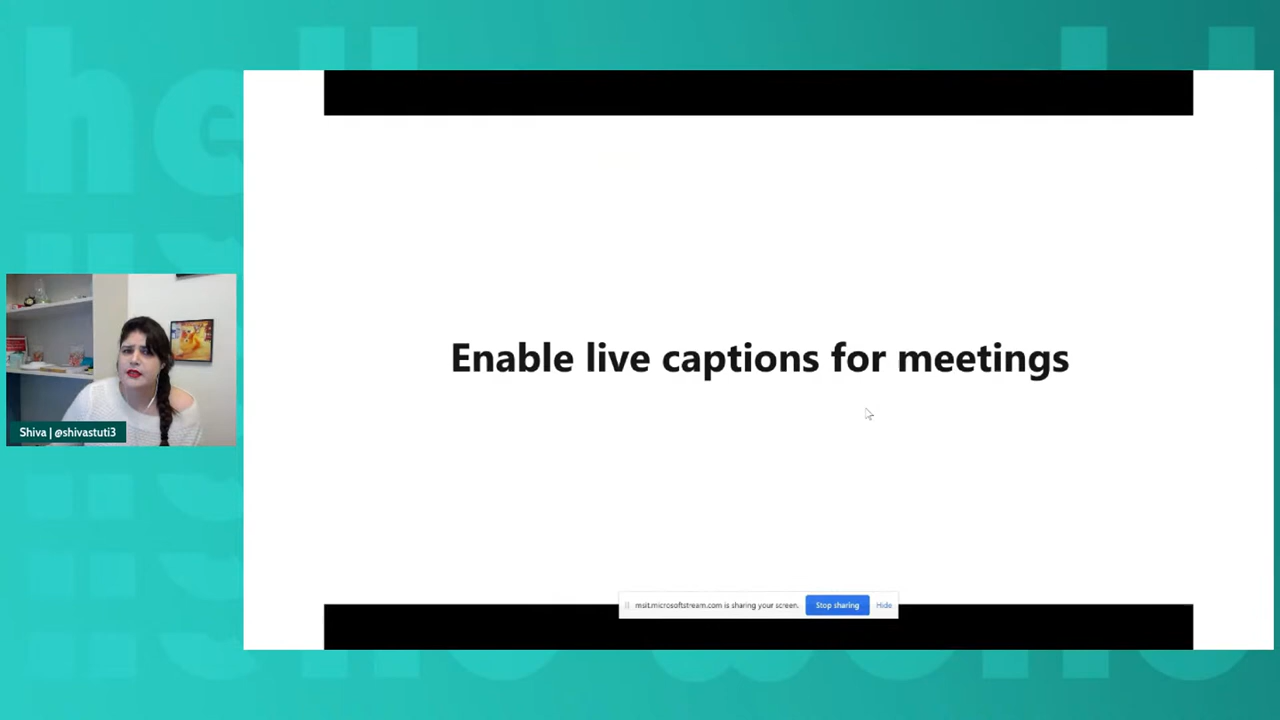 Enable live captions for meetings
Shiva | @shivastuti3
msit.microsoftstream.com is sharing your screen.
Stop sharing
Hide